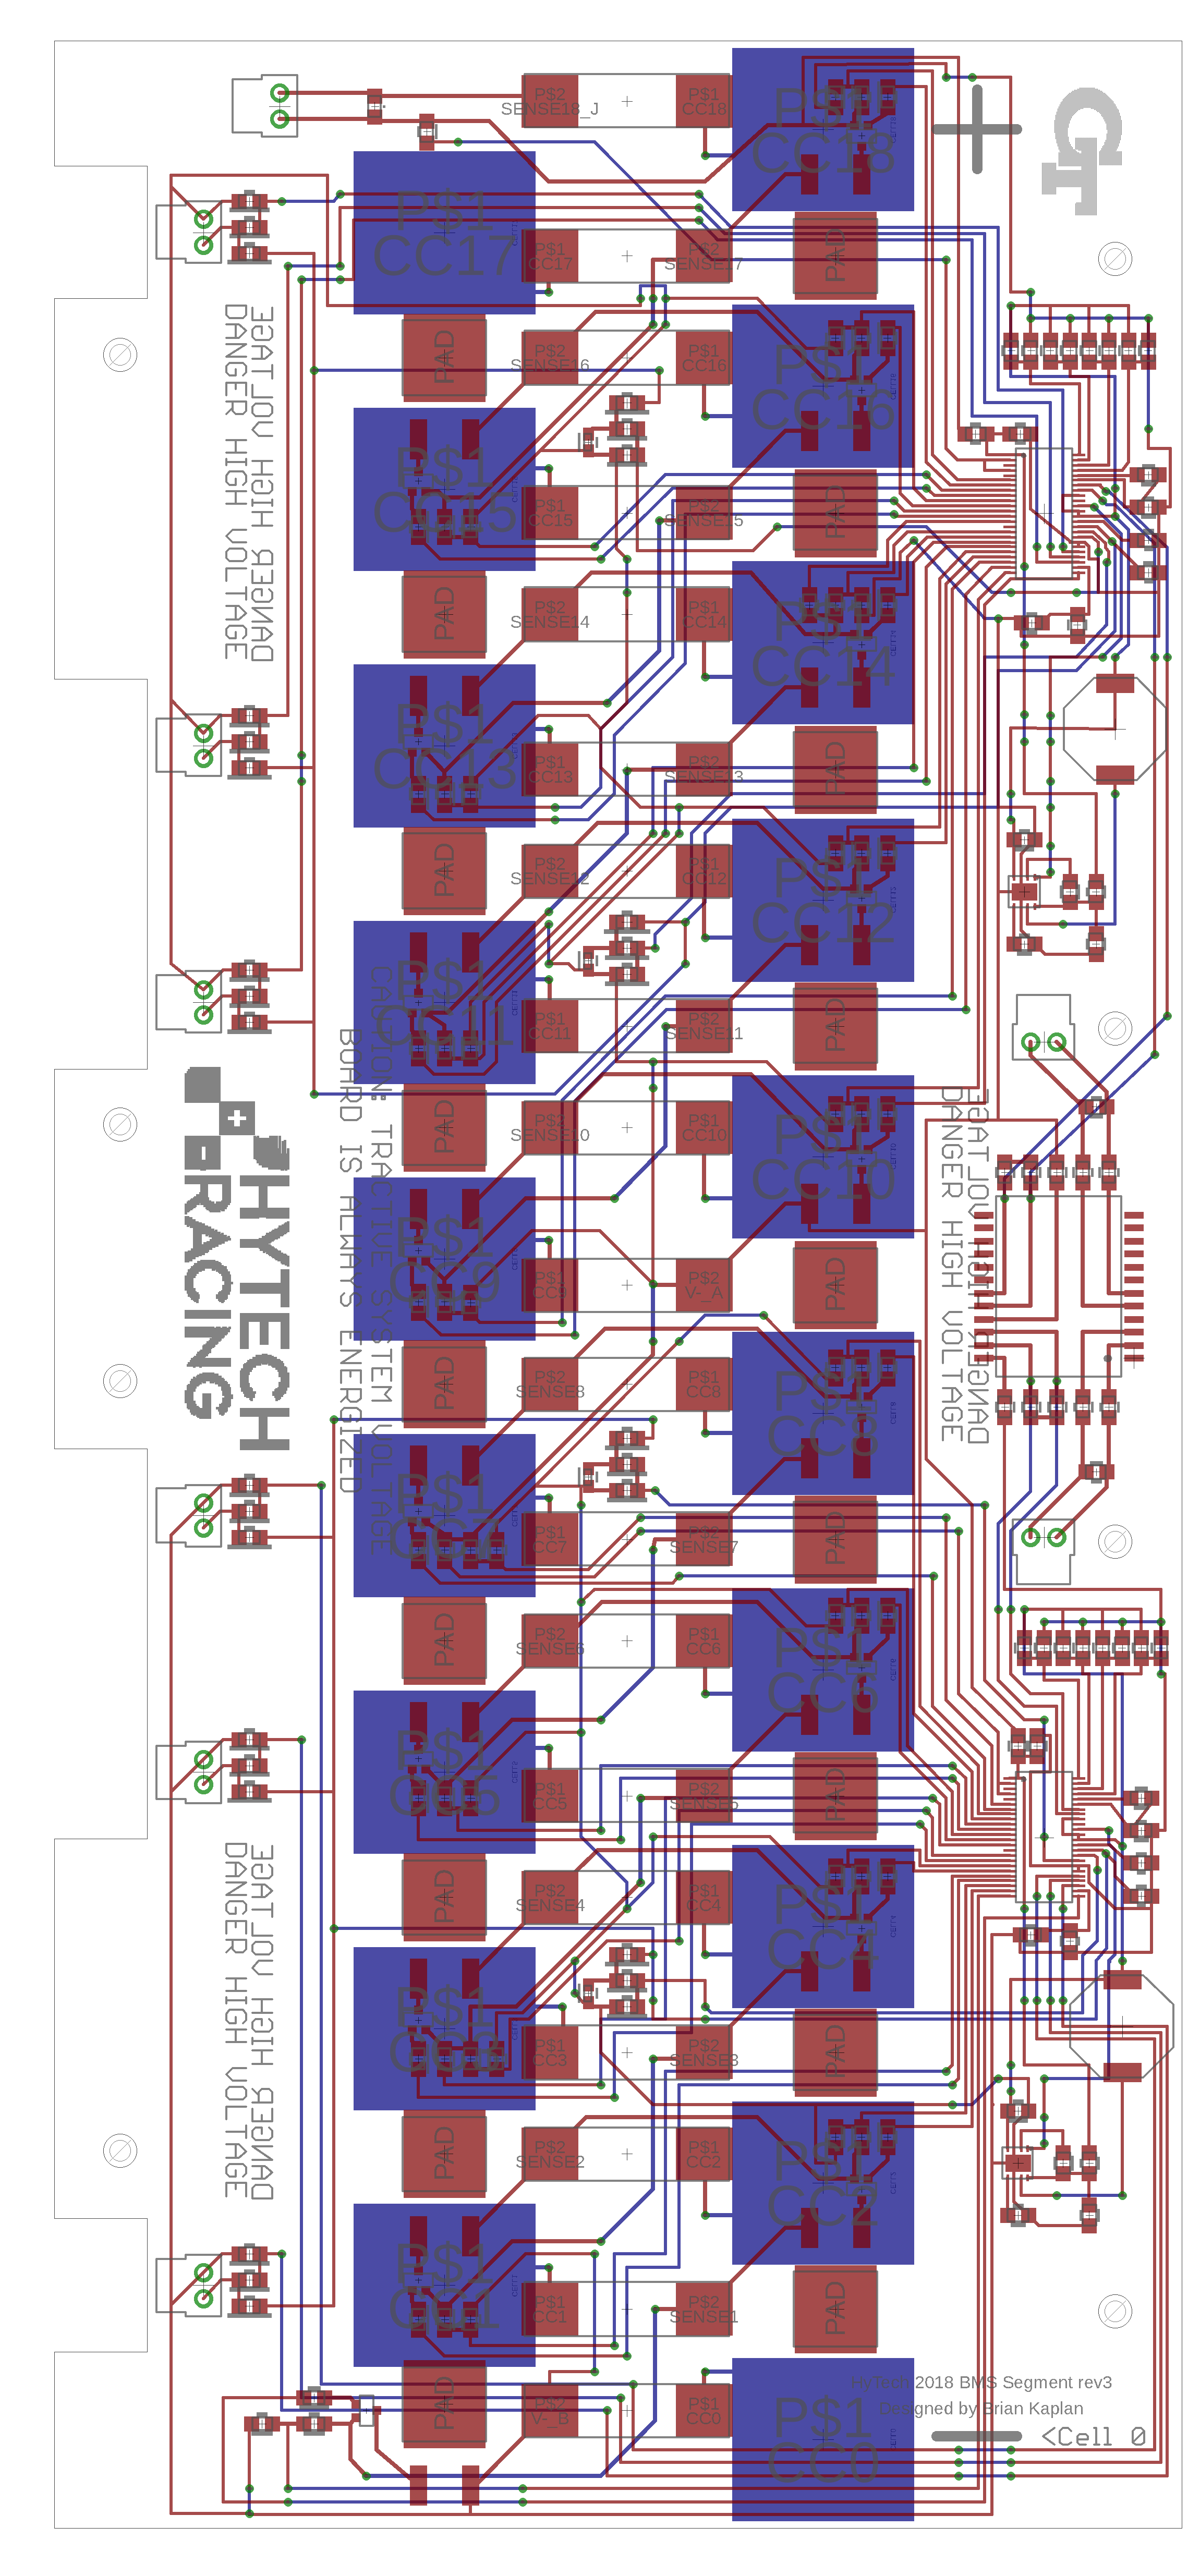 P$2
SENSE18_J
P$1
CC18
P$1
CC18
GT
P$1
CC17
P$1
CC17
P$2
SENSE17
PAD
DANGER HIGH VOLTAGE
DANGER HIGH VOLTAGE
PAD
P$2
SENSE16
P$1
CC16
P$1
CC16
P$1
CC15
P$1
CC15
P$2
SENSE15
PAD
PAD
P$2
SENSE14
P$1
CC14
P$1
CC14
P$1
CC13
P$1
CC13
P$2
SENSE13
PAD
PAD
P$2
SENSE12
P$1
CC12
P$1
CC12
P$1
CC11
P$1
CC11
P$2
SENSE11
PAD
CAUTION: TRACTIVE SYSTEM VOLTAGE
BOARD IS ALWAYS ENERGIZED
HYTECH
RACING
PAD
P$2
SENSE10
P$1
CC10
P$1
CC10
DANGER HIGH VOLTAGE
DANGER HIGH VOLTAGE
P$1
CC9
P$1
CC9
P$2
V-_A
PAD
PAD
P$2
SENSE8
P$1
CC8
P$1
CC8
P$1
CC7
P$1
CC7
P$2
SENSE7
PAD
PAD
P$2
SENSE6
P$1
CC6
P$1
CC6
P$1
CC5
P$1
CC5
P$2
SENSE5
PAD
DANGER HIGH VOLTAGE
DANGER HIGH VOLTAGE
PAD
P$2
SENSE4
P$1
CC4
P$1
CC4
P$1
CC3
P$1
CC3
P$2
SENSE3
PAD
PAD
P$2
SENSE2
P$1
CC2
P$1
CC2
P$1
CC1
P$1
CC1
P$2
SENSE1
PAD
PAD
P$2
V-_B
P$1
CC0
P$1
CC0
HyTech 2018 BMS Segment rev3
Designed by Brian Kaplan
<Cell 0